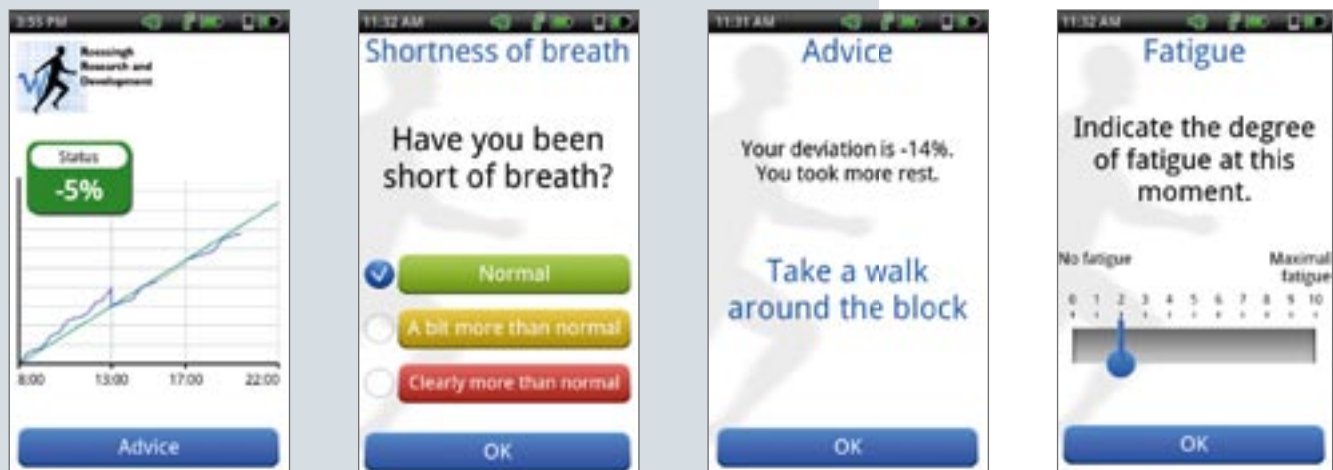 3:55 PM
Roessingh
Research and
Development
Status
-5%
8:00 13:00 17:00 22:00
Advice
11:32 AM
Shortness of breath
Have you been
short of breath?
Normal
A bit more than normal
Clearly more than normal
OK
11:31 AM
Advice
Your deviation is -14%.
You took more rest.
Take a walk
around the block
OK
11:32 AM
Fatigue
Indicate the degree
of fatigue at this
moment.
No fatigue Maximal
fatigue
0 1 2 3 4 5 6 7 8 9 10
OK